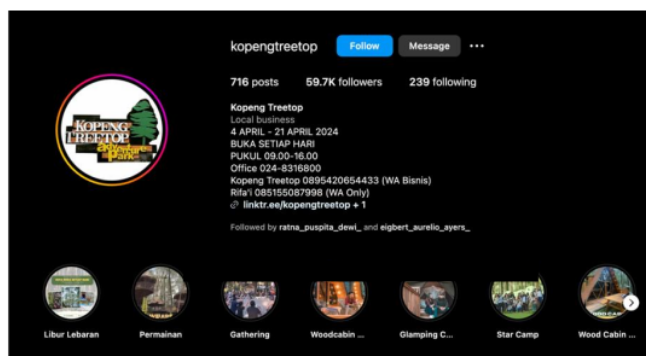 kopengtreetop Follow Message
716 posts 59.7K followers 239 following
Kopeng Treetop
Local business
4 APRIL - 21 APRIL 2024
BUKA SETIAP HARI
PUKUL 09.00-16.00
Office 024-8316800
Kopeng Treetop 0895420654433 (WA Bisnis)
Rifa'i 085155087998 (WA Only)
linktr.ee/kopengtreetop + 1
Followed by ratna_puspita_dewi_ and eigbert_aurelio_ayers_
KOPENG
TREETOP
adventure
Park
Libur Lebaran Permainan Gathering Woodcabin ... Glamping C... Star Camp Wood Cabin ...